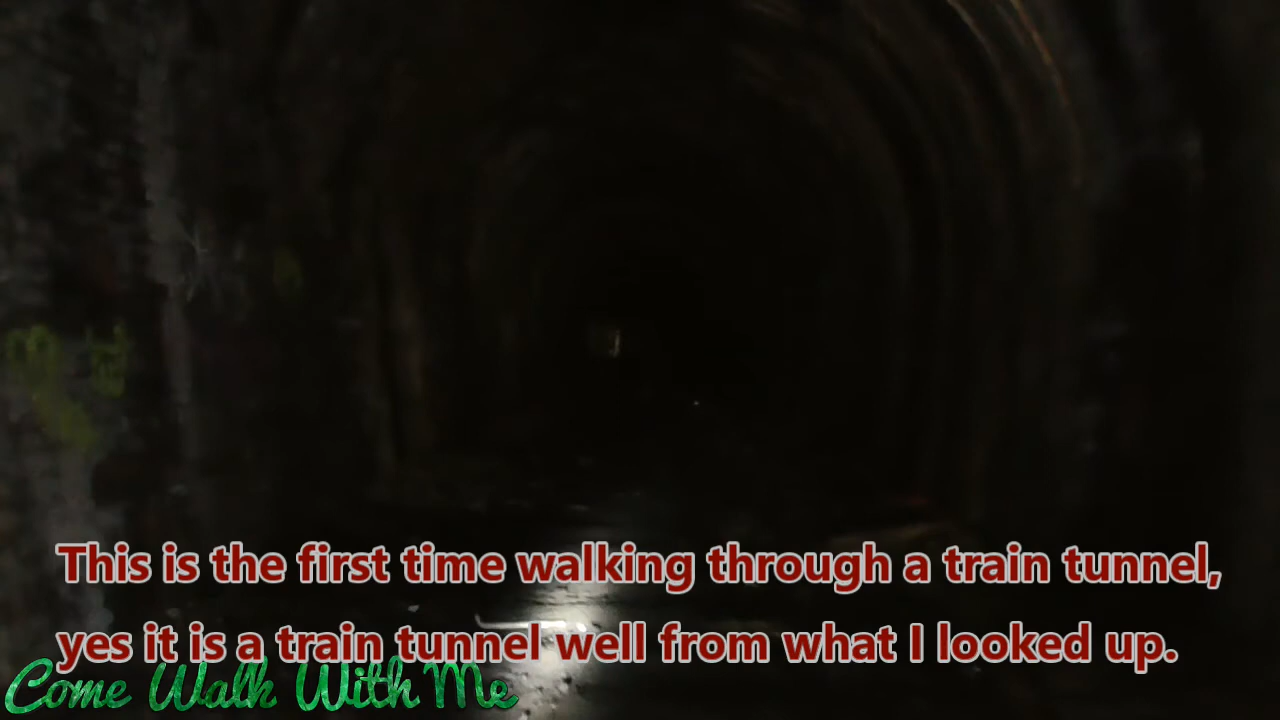 This is the first time walking through a train tunnel,
yes it is a train tunnel well from what I looked up.
Come Walk With Me